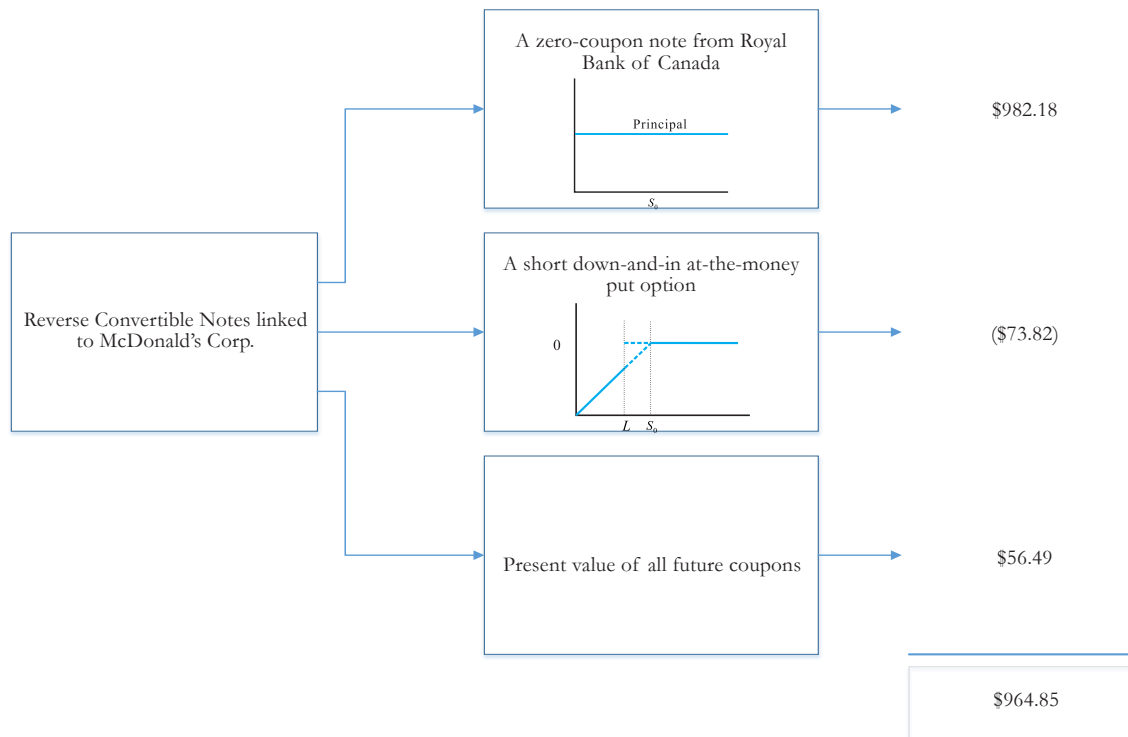 A zero-coupon note from Royal
Bank of Canada
Principal
S₀
$982.18
Reverse Convertible Notes linked
to McDonald's Corp.
A short down-and-in at-the-money
put option
0
L S₀
($73.82)
Present value of all future coupons
$56.49
$964.85